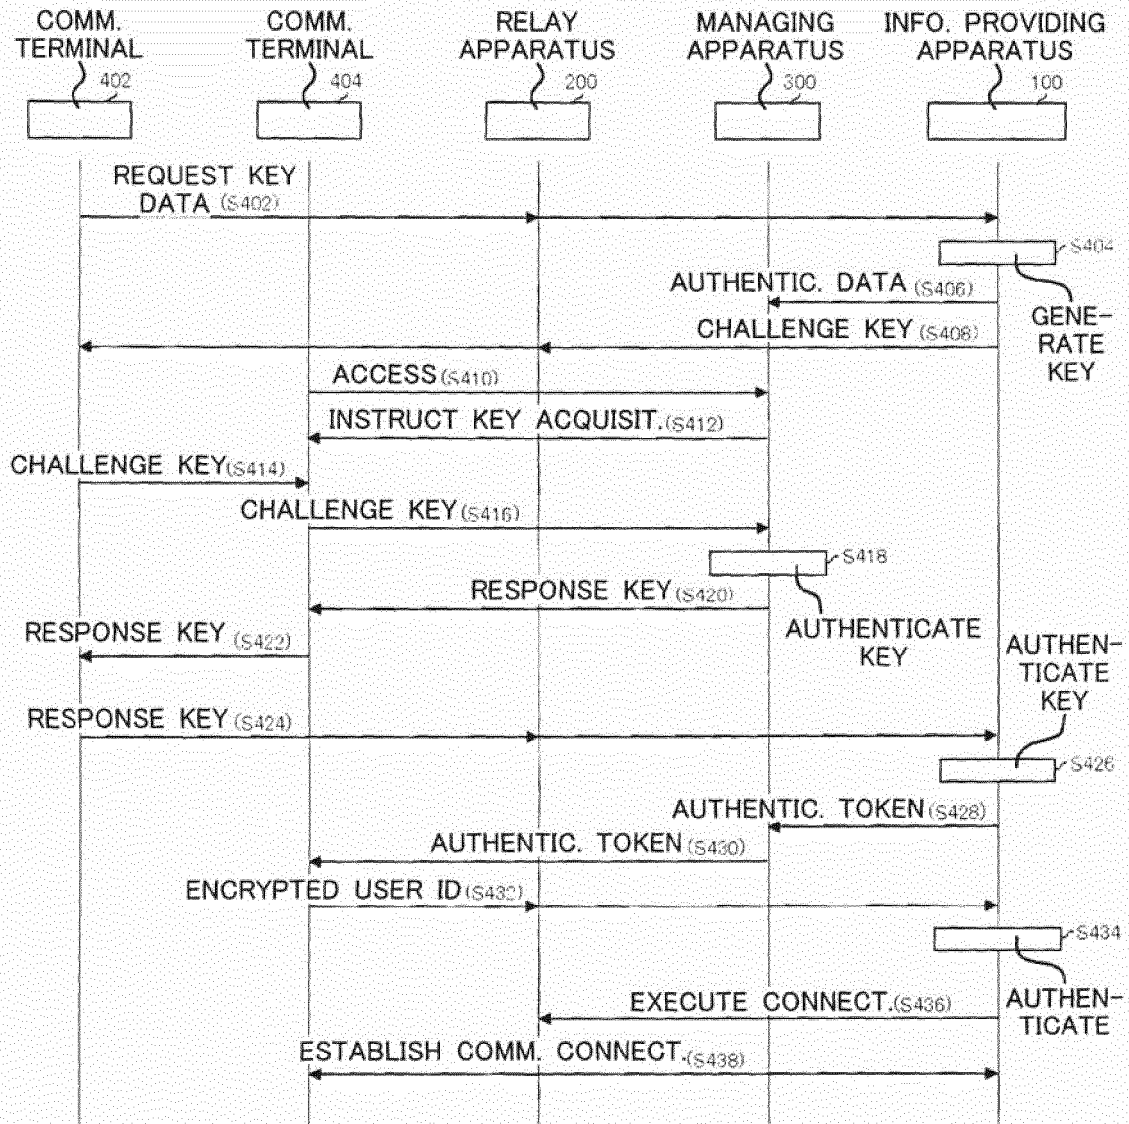 COMM.
TERMINAL
COMM.
TERMINAL
RELAY
APPARATUS
MANAGING
APPARATUS
INFO. PROVIDING
APPARATUS
402
404
200
300
100
REQUEST KEY
DATA (S402)
S404
GENE-
RATE
KEY
AUTHENTIC. DATA (S406)
CHALLENGE KEY (S408)
ACCESS (S410)
INSTRUCT KEY ACQUISIT. (S412)
CHALLENGE KEY (S414)
CHALLENGE KEY (S416)
S418
AUTHENTICATE
KEY
RESPONSE KEY (S420)
RESPONSE KEY (S422)
AUTHEN-
TICATE
KEY
RESPONSE KEY (S424)
S426
AUTHENTIC. TOKEN (S428)
AUTHENTIC. TOKEN (S430)
ENCRYPTED USER ID (S432)
S434
AUTHEN-
TICATE
EXECUTE CONNECT. (S436)
ESTABLISH COMM. CONNECT. (S438)